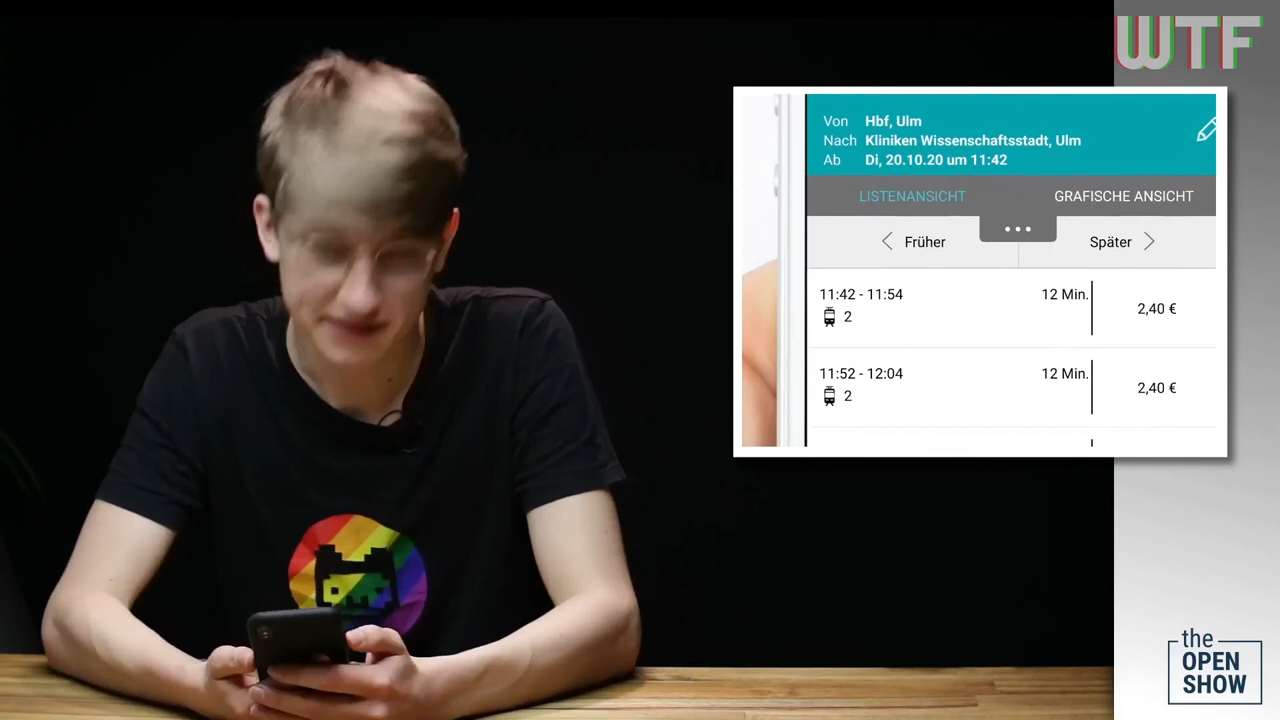 WTF
Von Hbf, Ulm
Nach Kliniken Wissenschaftsstadt, Ulm
Ab Di, 20.10.20 um 11:42
LISTENANSICHT GRAFISCHE ANSICHT
Früher Später
11:42 - 11:54 12 Min. 2,40 €
2
11:52 - 12:04 12 Min. 2,40 €
2
the
OPEN
SHOW